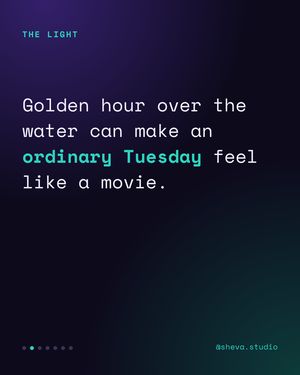 THE LIGHT
Golden hour over the
water can make an
ordinary Tuesday feel
like a movie.
@sheva.studio